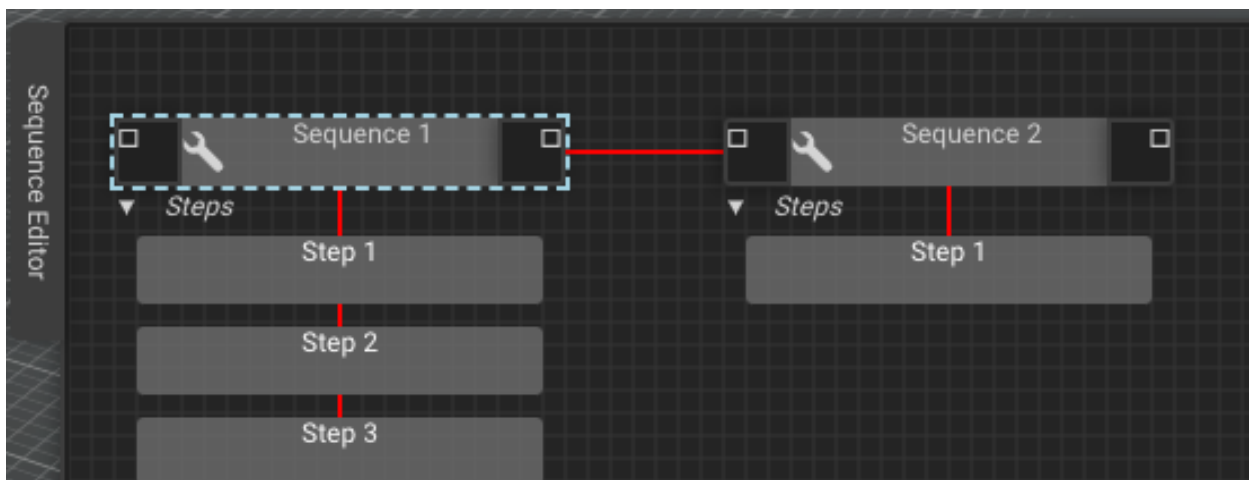 Sequence Editor
Sequence 1
Steps
Step 1
Step 2
Step 3
Sequence 2
Steps
Step 1